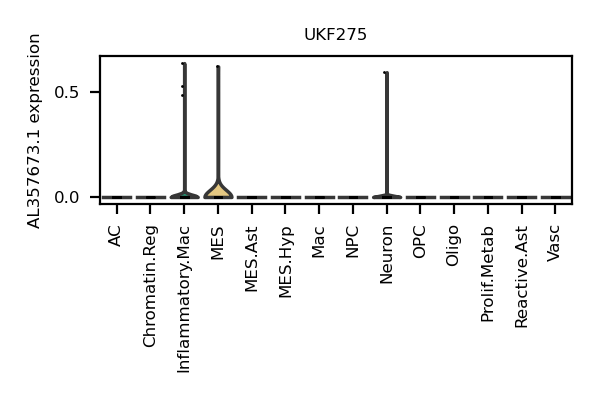 UKF275
AL357673.1 expression
0.5
0.0
AC
Chromatin.Reg
Inflammatory.Mac
MES
MES.Ast
MES.Hyp
Mac
NPC
Neuron
OPC
Oligo
Prolif.Metab
Reactive.Ast
Vasc